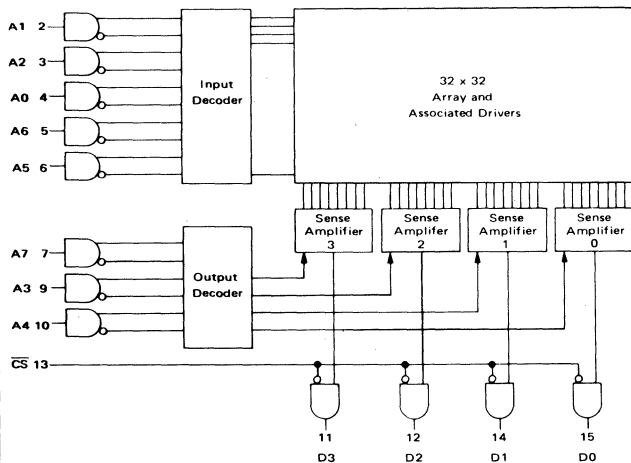 A1 2
A2 3
A0 4
A6 5
A5 6
Input
Decoder
32 x 32
Array and
Associated Drivers
Sense
Amplifier
3
Sense
Amplifer
2
Sense
Amplifier
1
Sense
Amplifier
0
A7 7
A3 9
A4 10
Output
Decoder
CS 13
11
12
14
15
D3
D2
D1
D0